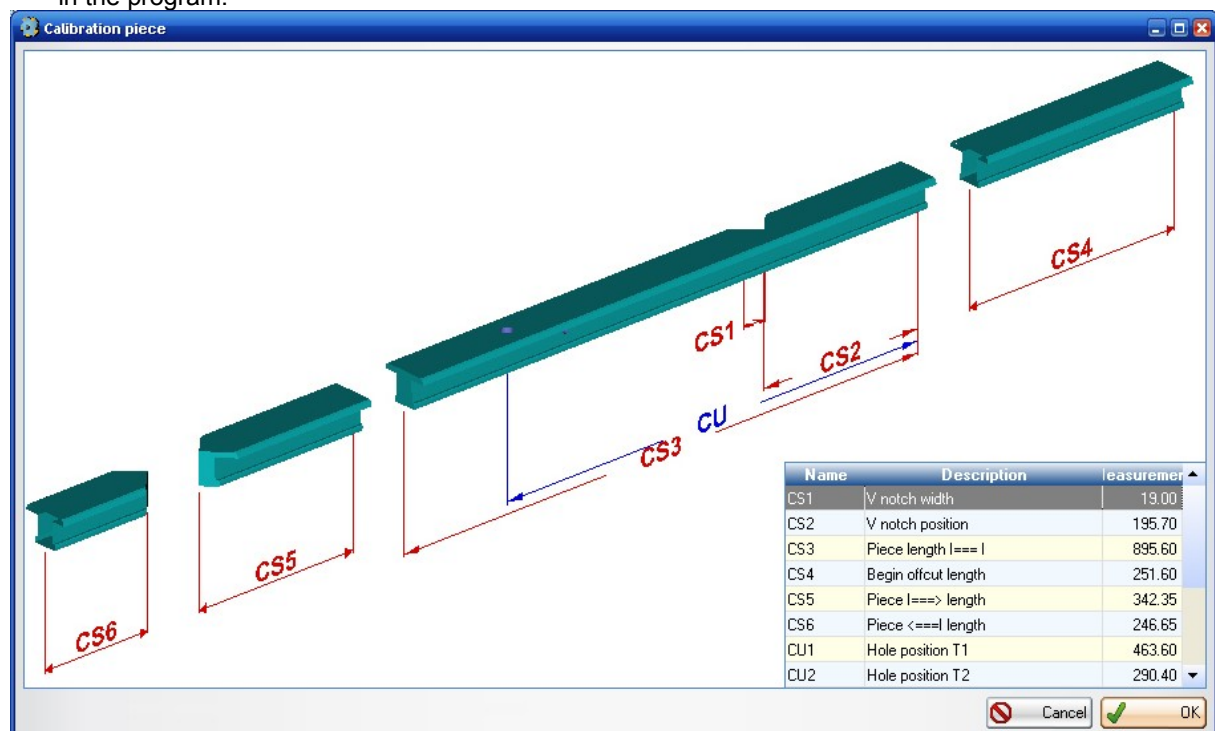 in the program.
Calibration piece
CS4
CS1
CS2
CU
CS3
CS5
CS6
Name Description leasuremer
CS1 V notch width 19.00
CS2 V notch position 195.70
CS3 Piece length I=== I 895.60
CS4 Begin offcut length 251.60
CS5 Piece I===> length 342.35
CS6 Piece <===I length 246.65
CU1 Hole position T1 463.60
CU2 Hole position T2 290.40
Cancel OK